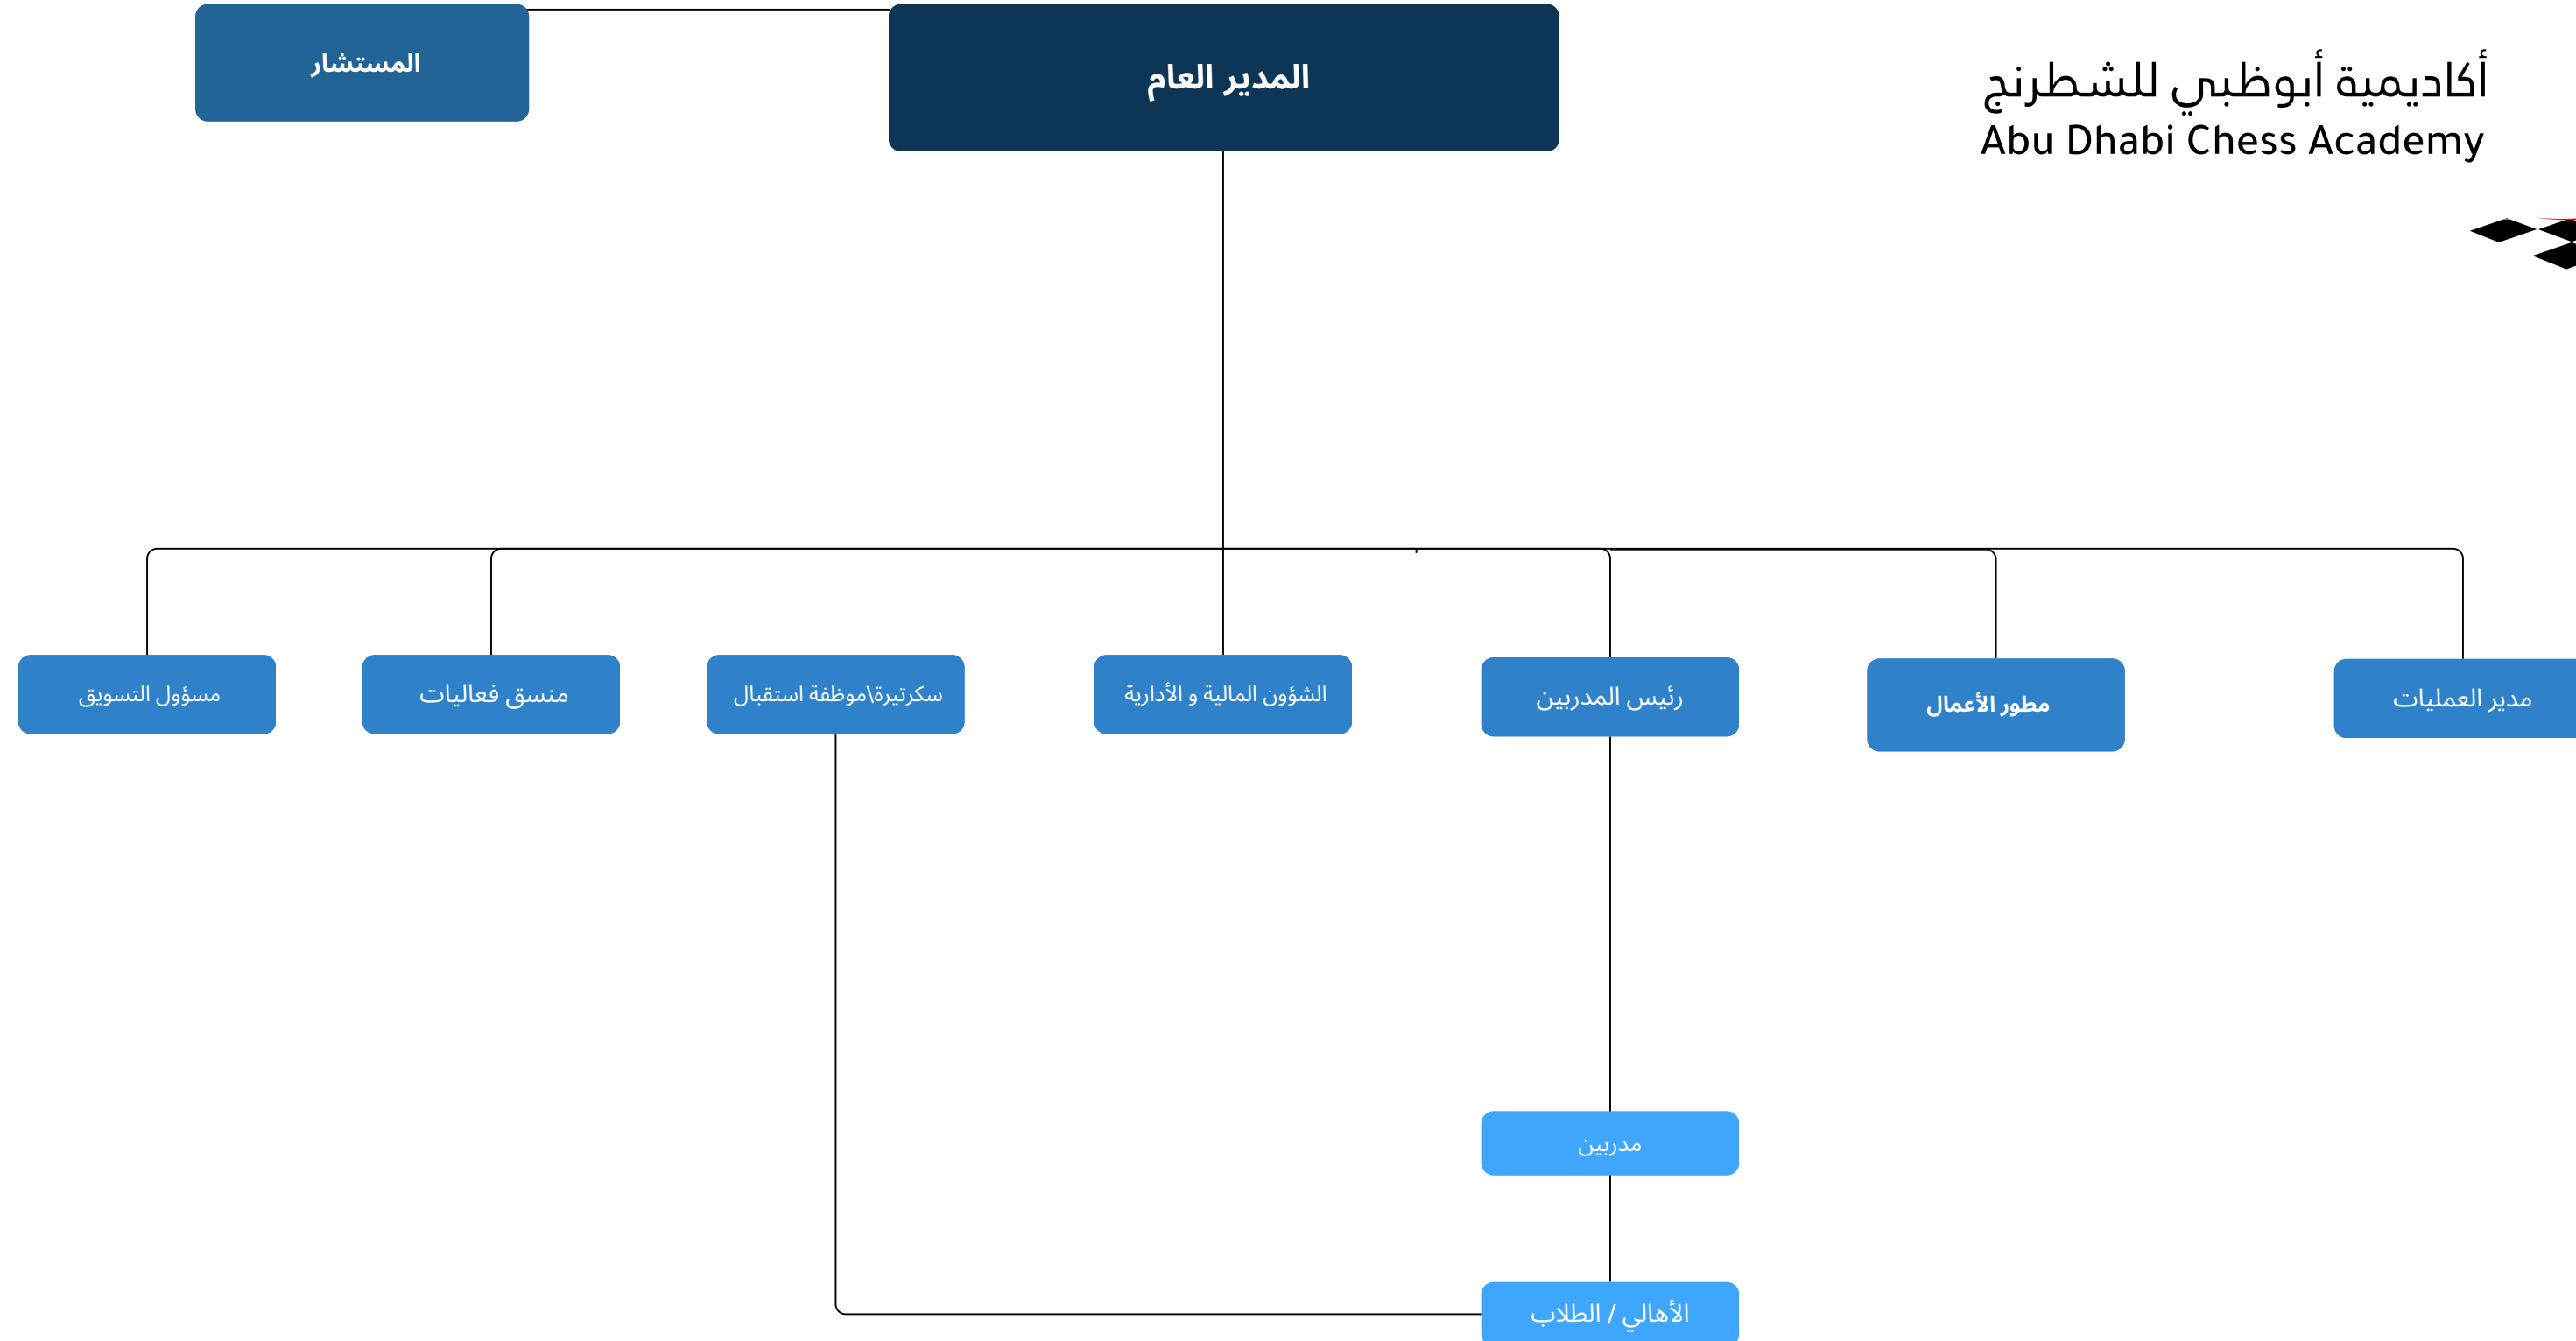 أكاديمية أبوظبي للشطرنج
Abu Dhabi Chess Academy
المدير العام
المستشار
مدير العمليات
مطور الأعمال
رئيس المدربين
الشؤون المالية و الأدارية
سكرتيرة\موظفة استقبال
منسق فعاليات
مسؤول التسويق
مدربين
الأهالي / الطلاب